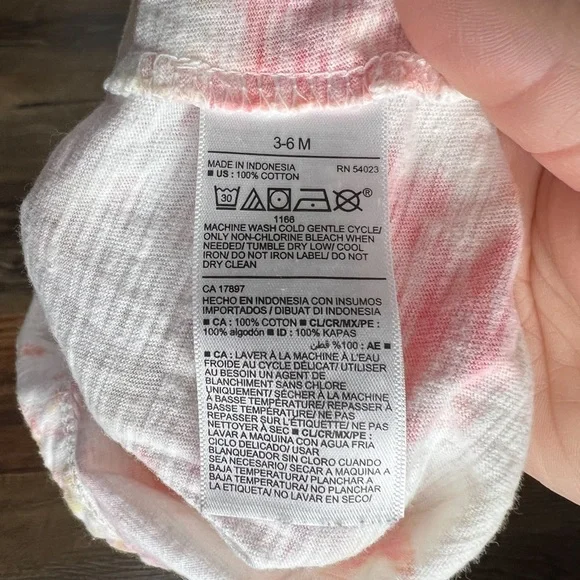 3-6 M
MADE IN INDONESIA RN 54023
■ US : 100% COTTON
30 ®
1166
MACHINE WASH COLD GENTLE CYCLE/
ONLY NON-CHLORINE BLEACH WHEN
NEEDED/ TUMBLE DRY LOW/ COOL
IRON/ DO NOT IRON LABEL/ DO NOT
DRY CLEAN
CA 17897
HECHO EN INDONESIA CON INSUMOS
IMPORTADOS / DIBUAT DI INDONESIA
■ CA : 100% COTON ■ CL/CR/MX/PE :
100% algodón ■ ID : 100% KAPAS
■ AE : 100% قطن
■ CA : LAVER À LA MACHINE À L'EAU
FROIDE AU CYCLE DÉLICAT/ UTILISER
AU BESOIN UN AGENT DE
BLANCHIMENT SANS CHLORE
UNIQUEMENT/ SÉCHER À LA MACHINE
À BASSE TEMPÉRATURE/ REPASSER À
BASSE TEMPÉRATURE/ NE PAS
REPASSER SUR L'ÉTIQUETTE/ NE PAS
NETTOYER À SEC ■ CL/CR/MX/PE :
LAVAR A MAQUINA CON AGUA FRIA
CICLO DELICADO/ USAR
BLANQUEADOR SIN CLORO CUANDO
SEA NECESARIO/ SECAR A MAQUINA A
BAJA TEMPERATURA/ PLANCHAR A
BAJA TEMPERATURA/ NO PLANCHAR
LA ETIQUETA/ NO LAVAR EN SECO/